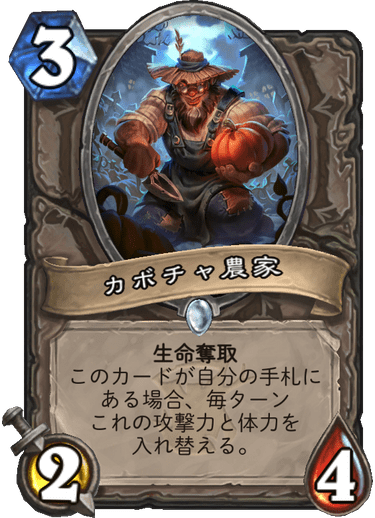 3
カボチャ農家
生命奪取
このカードが自分の手札に
ある場合、毎ターン
これの攻撃力と体力を
入れ替える。
2
4